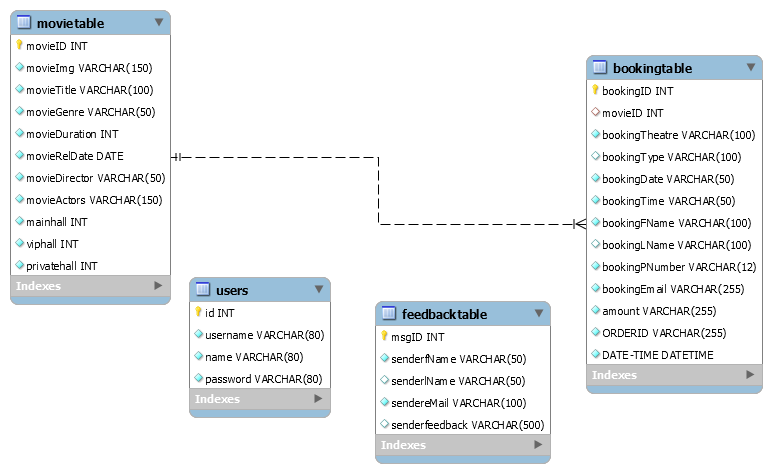 movietable
movieID INT
movieImg VARCHAR(150)
movieTitle VARCHAR(100)
movieGenre VARCHAR(50)
movieDuration INT
movieRelDate DATE
movieDirector VARCHAR(50)
movieActors VARCHAR(150)
mainhall INT
viphall INT
privatehall INT
Indexes
bookingtable
bookingID INT
movieID INT
bookingTheatre VARCHAR(100)
bookingType VARCHAR(100)
bookingDate VARCHAR(50)
bookingTime VARCHAR(50)
bookingFName VARCHAR(100)
bookingLName VARCHAR(100)
bookingPNumber VARCHAR(12)
bookingEmail VARCHAR(255)
amount VARCHAR(255)
ORDERID VARCHAR(255)
DATE-TIME DATETIME
Indexes
users
id INT
username VARCHAR(80)
name VARCHAR(80)
password VARCHAR(80)
Indexes
feedbacktable
msgID INT
senderfName VARCHAR(50)
senderlName VARCHAR(50)
sendereMail VARCHAR(100)
senderfeedback VARCHAR(500)
Indexes